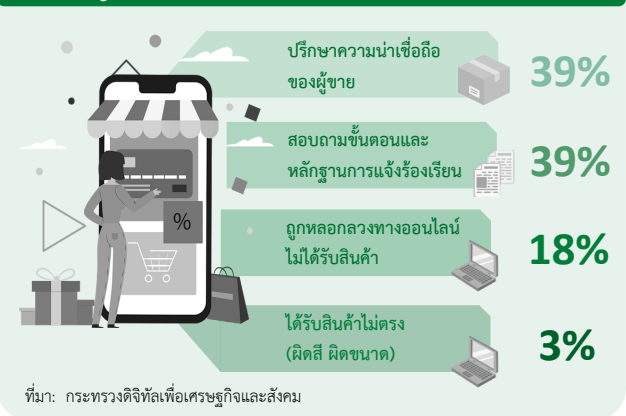 ปรึกษาความน่าเชื่อถือ
ของผู้ขาย
39%
สอบถามขั้นตอนและ
หลักฐานการแจ้งร้องเรียน
39%
ถูกหลอกลวงทางออนไลน์
ไม่ได้รับสินค้า
18%
ได้รับสินค้าไม่ตรง
(ผิดสี ผิดขนาด)
3%
%
ที่มา: กระทรวงดิจิทัลเพื่อเศรษฐกิจและสังคม